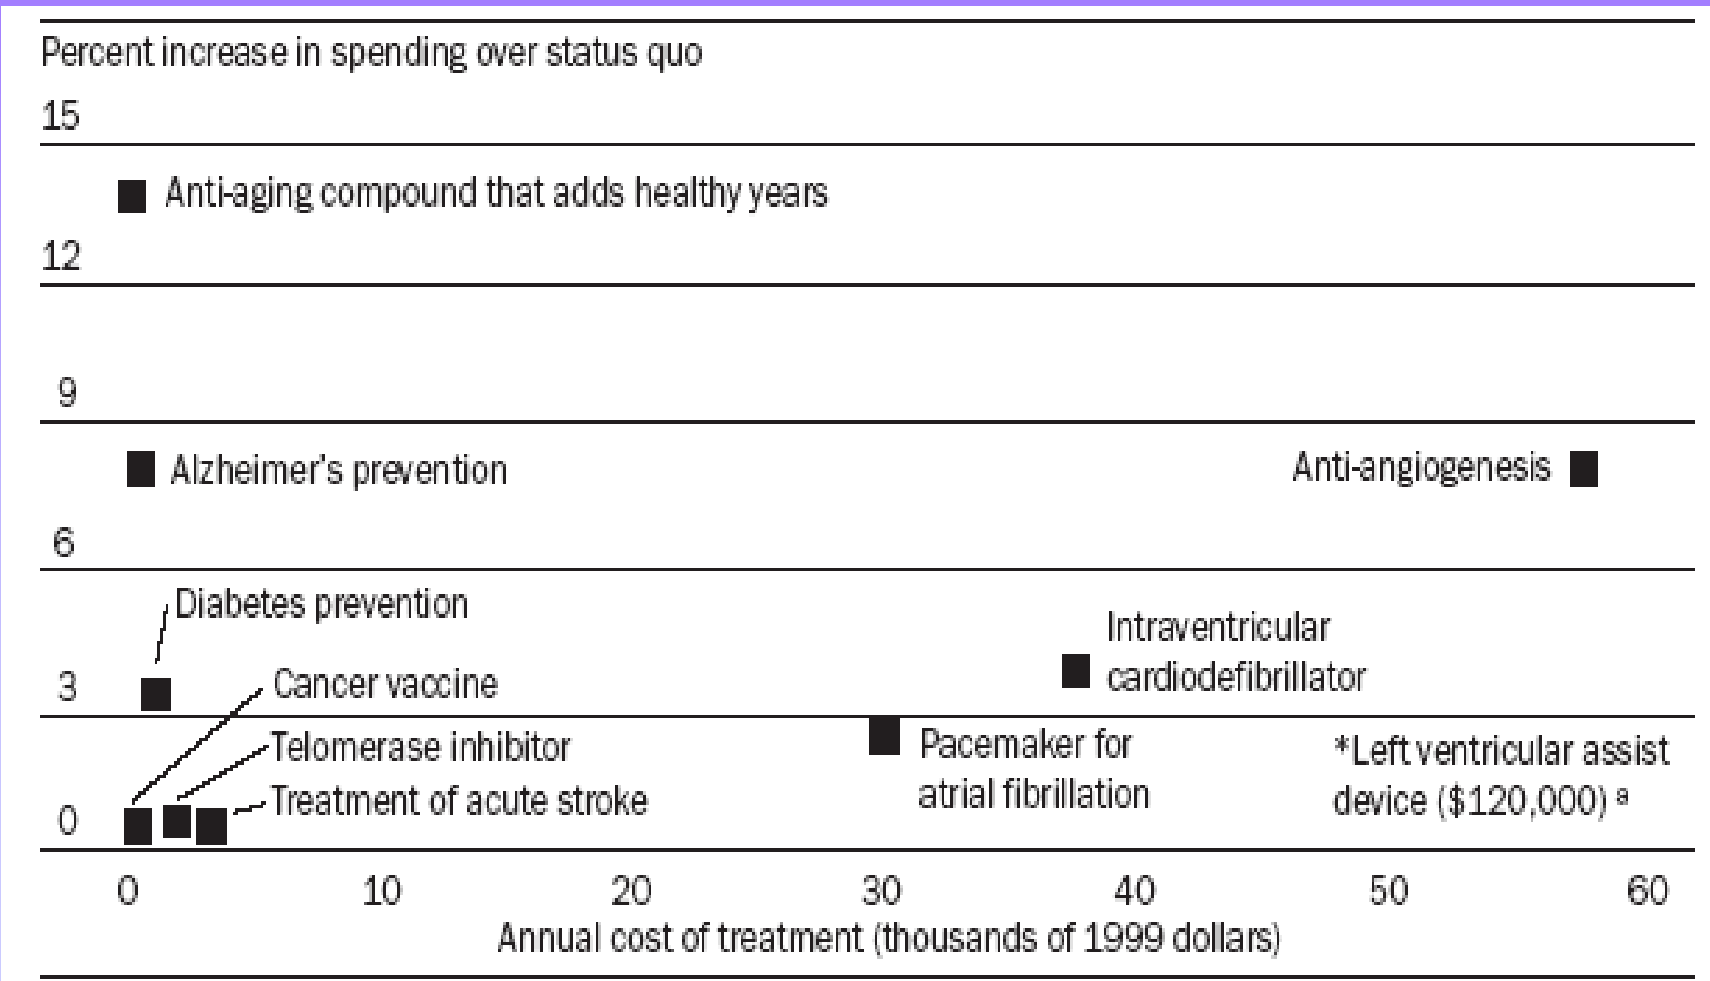 Percent increase in spending over status quo
15
Anti-aging compound that adds healthy years
12
9
Alzheimer's prevention
Anti-angiogenesis
6
Diabetes prevention
Intraventricular
cardiodefibrillator
3
Cancer vaccine
Telomerase inhibitor
Pacemaker for
atrial fibrillation
*Left ventricular assist
device ($120,000) a
Treatment of acute stroke
0
0 10 20 30 40 50 60
Annual cost of treatment (thousands of 1999 dollars)